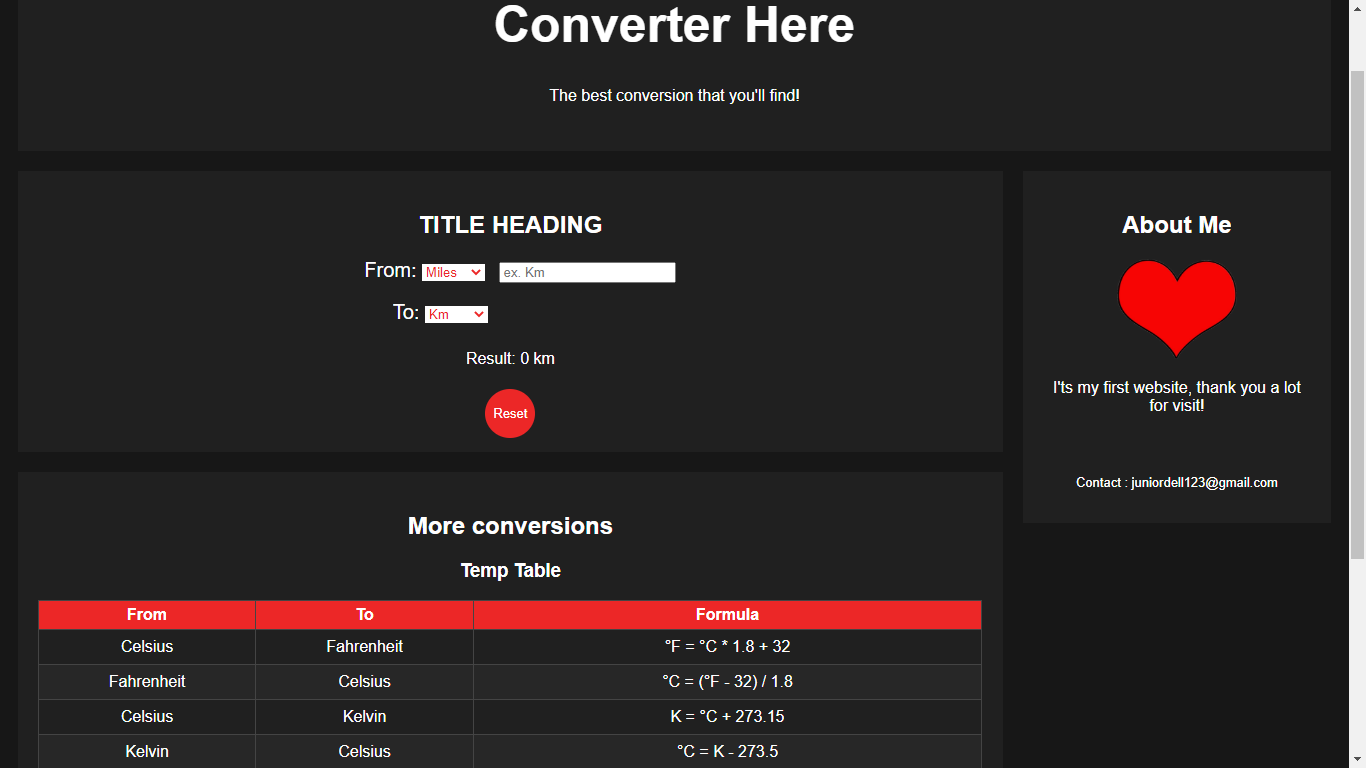 Converter Here
The best conversion that you'll find!
TITLE HEADING
From: Miles ex. Km
To: Km
Result: 0 km
Reset
About Me
I'ts my first website, thank you a lot
for visit!
Contact : juniordell123@gmail.com
More conversions
Temp Table
From To Formula
Celsius Fahrenheit °F = °C * 1.8 + 32
Fahrenheit Celsius °C = (°F - 32) / 1.8
Celsius Kelvin K = °C + 273.15
Kelvin Celsius °C = K - 273.5